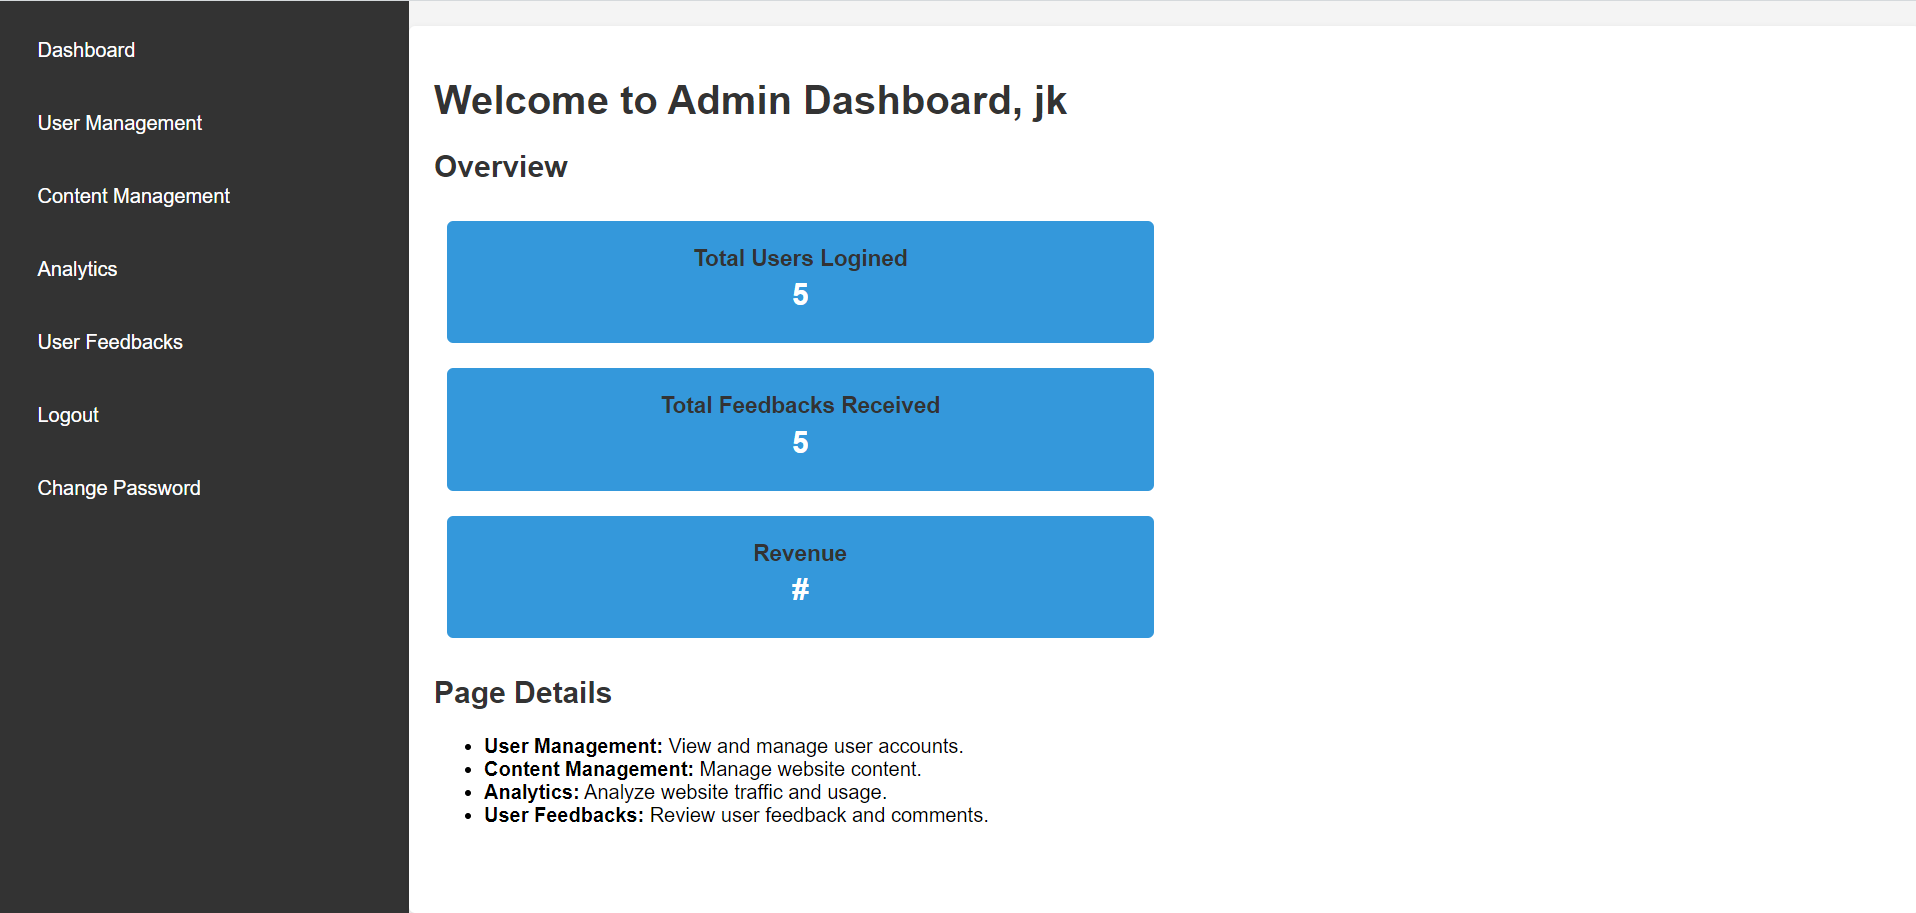 Dashboard
User Management
Content Management
Analytics
User Feedbacks
Logout
Change Password
Welcome to Admin Dashboard, jk
Overview
Total Users Logined
5
Total Feedbacks Received
5
Revenue
#
Page Details
• User Management: View and manage user accounts.
• Content Management: Manage website content.
• Analytics: Analyze website traffic and usage.
• User Feedbacks: Review user feedback and comments.